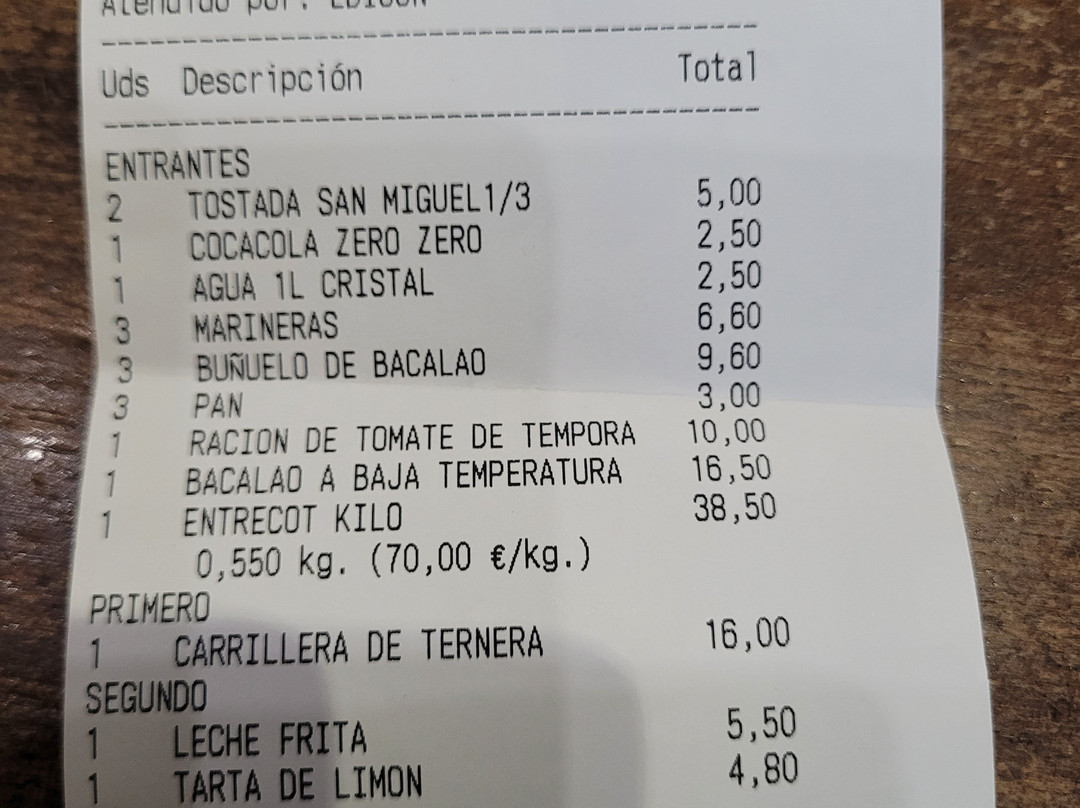 Atendido por: EDISON
Uds Descripción Total
ENTRANTES
2 TOSTADA SAN MIGUEL1/3 5,00
1 COCACOLA ZERO ZERO 2,50
1 AGUA 1L CRISTAL 2,50
3 MARINERAS 6,60
3 BUÑUELO DE BACALAO 9,60
3 PAN 3,00
1 RACION DE TOMATE DE TEMPORA 10,00
1 BACALAO A BAJA TEMPERATURA 16,50
1 ENTRECOT KILO 38,50
0,550 kg. (70,00 €/kg.)
PRIMERO
1 CARRILLERA DE TERNERA 16,00
SEGUNDO
1 LECHE FRITA 5,50
1 TARTA DE LIMON 4,80